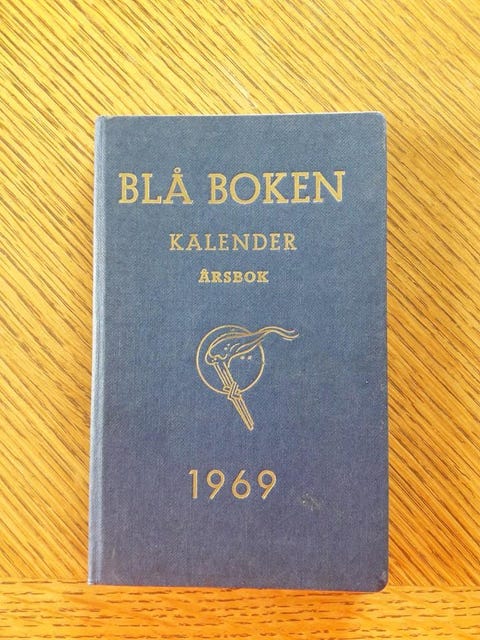 BLÅ BOKEN
KALENDER
ÅRSBOK
1969